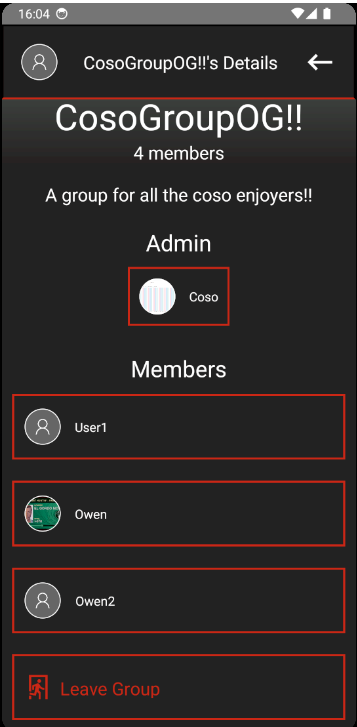 16:04
CosoGroupOG!!'s Details
CosoGroupOG!!
4 members
A group for all the coso enjoyers!!
Admin
Coso
Members
User1
Owen
Owen2
Leave Group